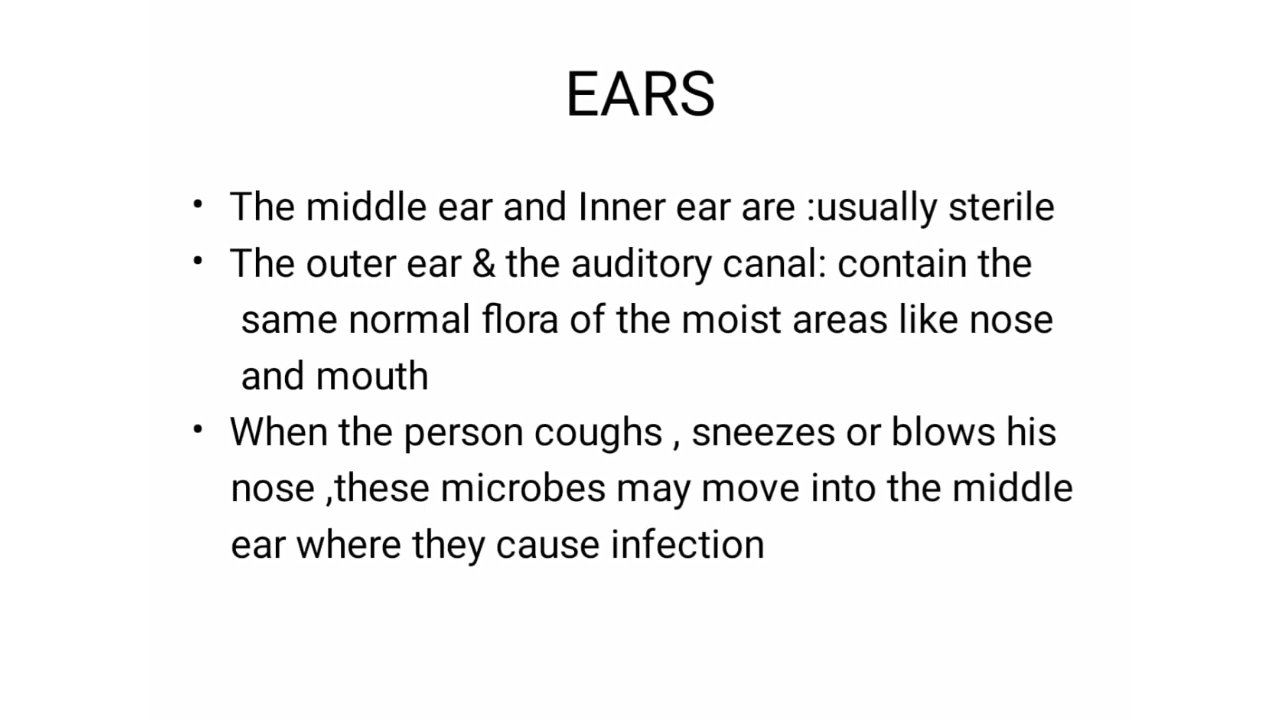 EARS
• The middle ear and Inner ear are :usually sterile
• The outer ear & the auditory canal: contain the
same normal flora of the moist areas like nose
and mouth
• When the person coughs , sneezes or blows his
nose ,these microbes may move into the middle
ear where they cause infection